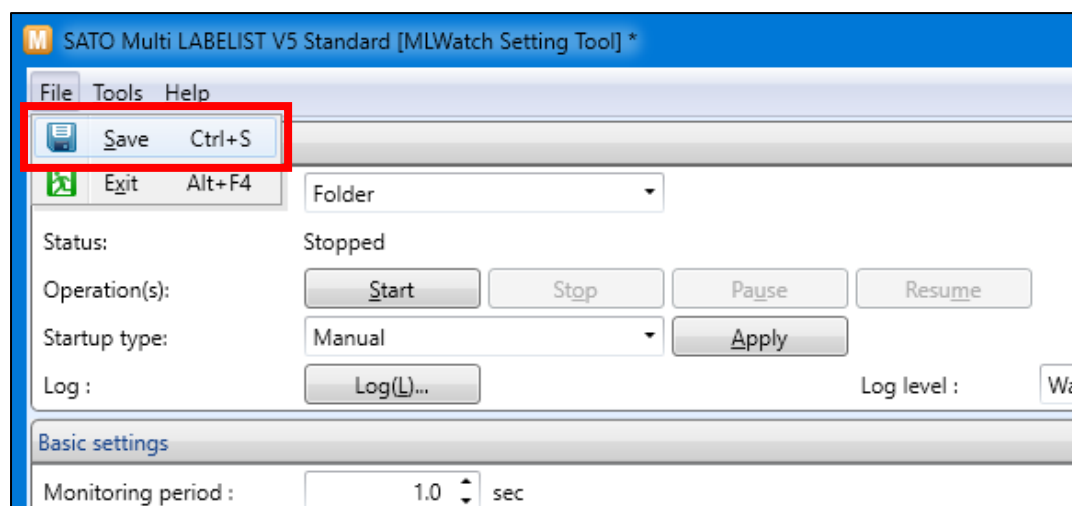 M SATO Multi LABELIST V5 Standard [MLWatch Setting Tool] *
File Tools Help
Save Ctrl+S
Exit Alt+F4
Folder
Status: Stopped
Operation(s): Start Stop Pause Resume
Startup type: Manual Apply
Log : Log(L)... Log level : Wa
Basic settings
Monitoring period : 1.0 sec